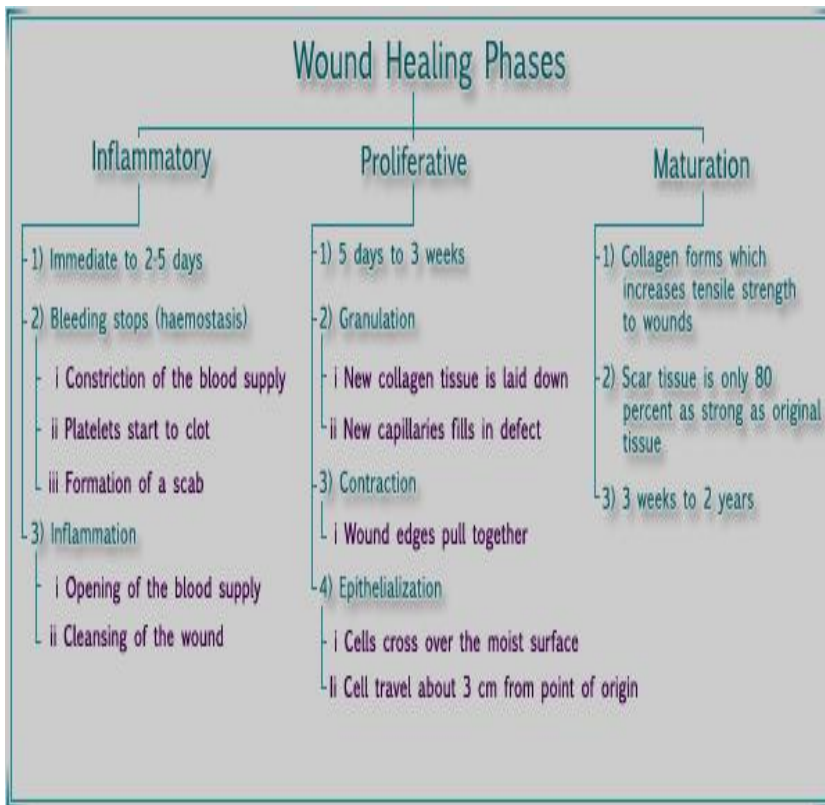 Wound Healing Phases
Inflammatory
1) Immediate to 2-5 days
2) Bleeding stops (haemostasis)
i Constriction of the blood supply
ii Platelets start to clot
iii Formation of a scab
3) Inflammation
i Opening of the blood supply
ii Cleansing of the wound
Proliferative
1) 5 days to 3 weeks
2) Granulation
i New collagen tissue is laid down
ii New capillaries fills in defect
3) Contraction
i Wound edges pull together
4) Epithelialization
i Cells cross over the moist surface
Ii Cell travel about 3 cm from point of origin
Maturation
1) Collagen forms which
increases tensile strength
to wounds
2) Scar tissue is only 80
percent as strong as original
tissue
3) 3 weeks to 2 years